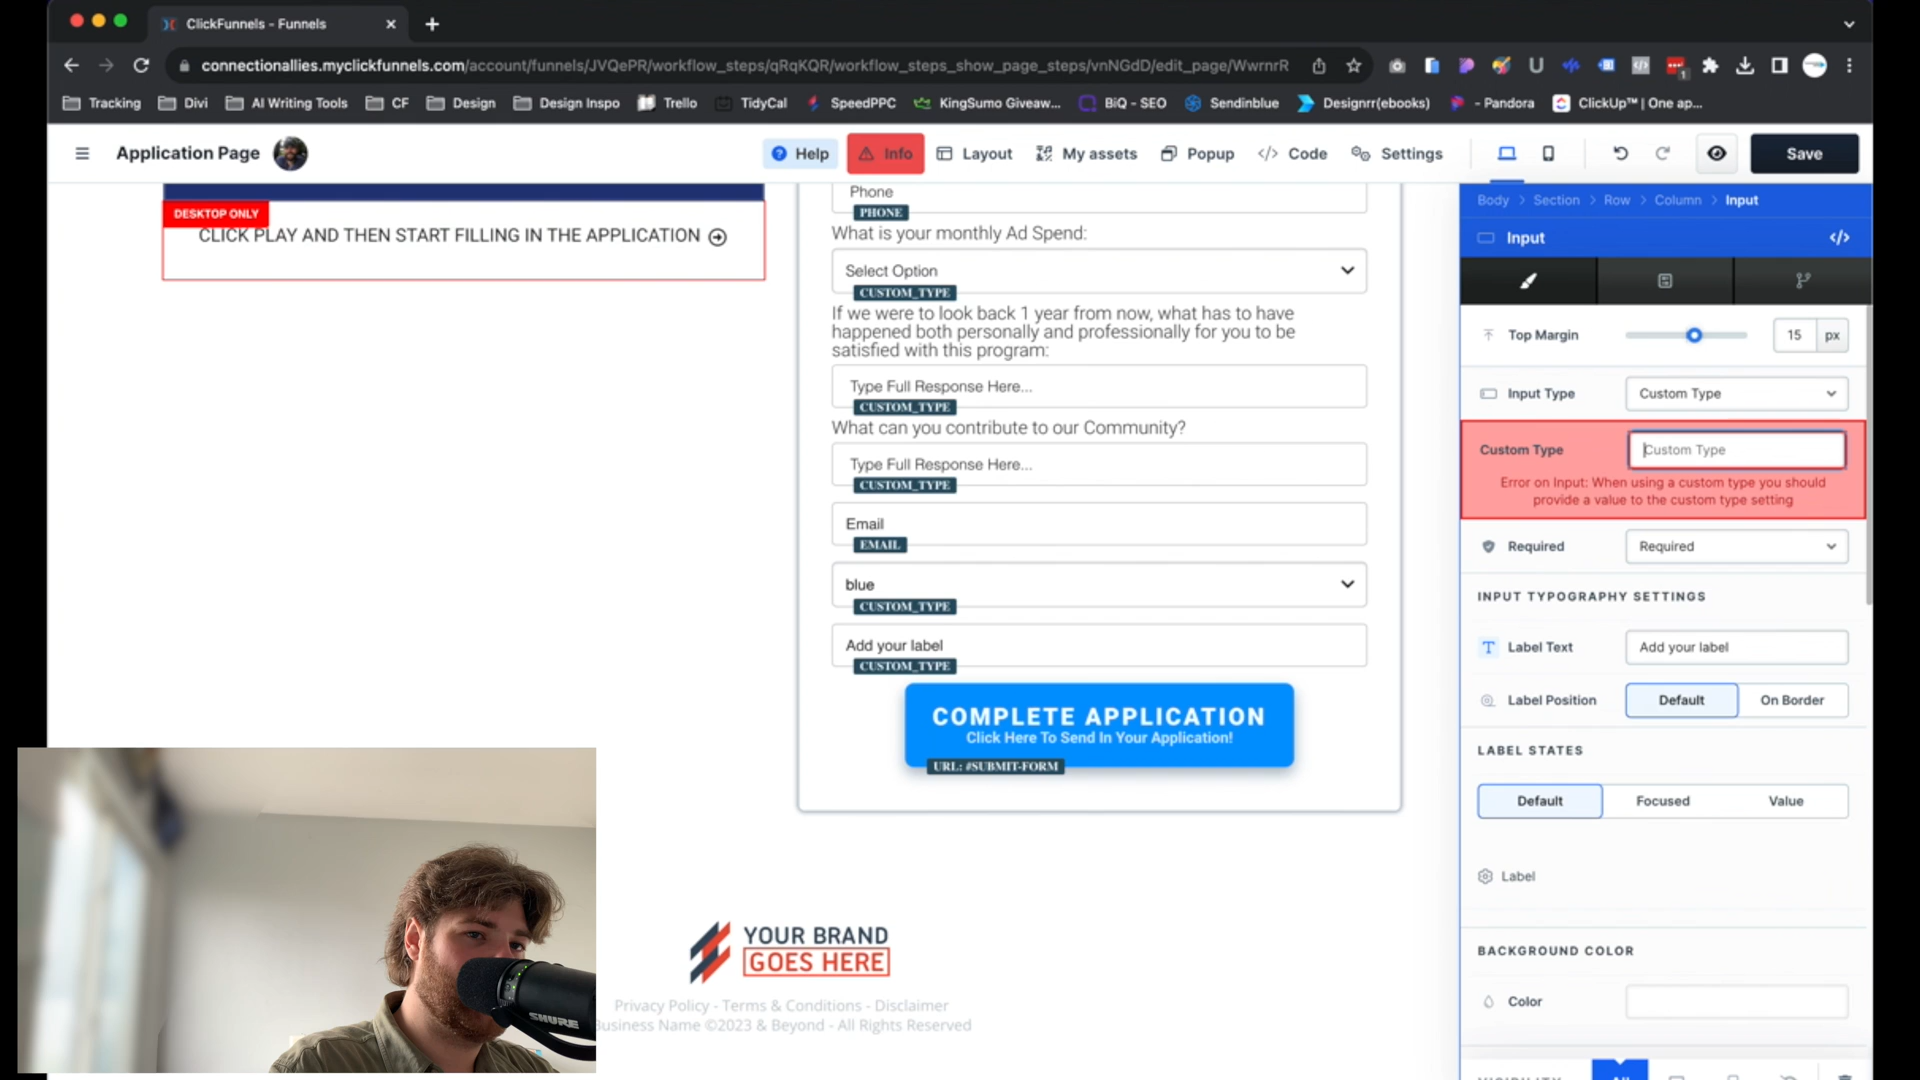 ClickFunnels - Funnels
connectionallies.myclickfunnels.com/account/funnels/JVQePR/workflow_steps/qRqKQR/workflow_steps_show_page_steps/vnNGdD/edit_page/WwrnrR
Tracking Divi AI Writing Tools CF Design Design Inspo Trello TidyCal SpeedPPC KingSumo Giveaw... BiQ - SEO Sendinblue Designrr(ebooks) - Pandora ClickUp™ | One ap...
Application Page Help Info Layout My assets Popup Code Settings Save
DESKTOP ONLY
CLICK PLAY AND THEN START FILLING IN THE APPLICATION
Phone
PHONE
What is your monthly Ad Spend:
Select Option
CUSTOM_TYPE
If we were to look back 1 year from now, what has to have
happened both personally and professionally for you to be
satisfied with this program:
Type Full Response Here...
CUSTOM_TYPE
What can you contribute to our Community?
Type Full Response Here...
CUSTOM_TYPE
Email
EMAIL
blue
CUSTOM_TYPE
Add your label
CUSTOM_TYPE
COMPLETE APPLICATION
Click Here To Send In Your Application!
URL: #SUBMIT-FORM
YOUR BRAND
GOES HERE
Privacy Policy - Terms & Conditions - Disclaimer
Business Name ©2023 & Beyond - All Rights Reserved
SHURE
Body > Section > Row > Column > Input
Input </>
Top Margin 15 px
Input Type Custom Type
Custom Type Custom Type
Error on Input: When using a custom type you should
provide a value to the custom type setting
Required Required
INPUT TYPOGRAPHY SETTINGS
Label Text Add your label
Label Position Default On Border
LABEL STATES
Default Focused Value
Label
BACKGROUND COLOR
Color
VISIBILITY All